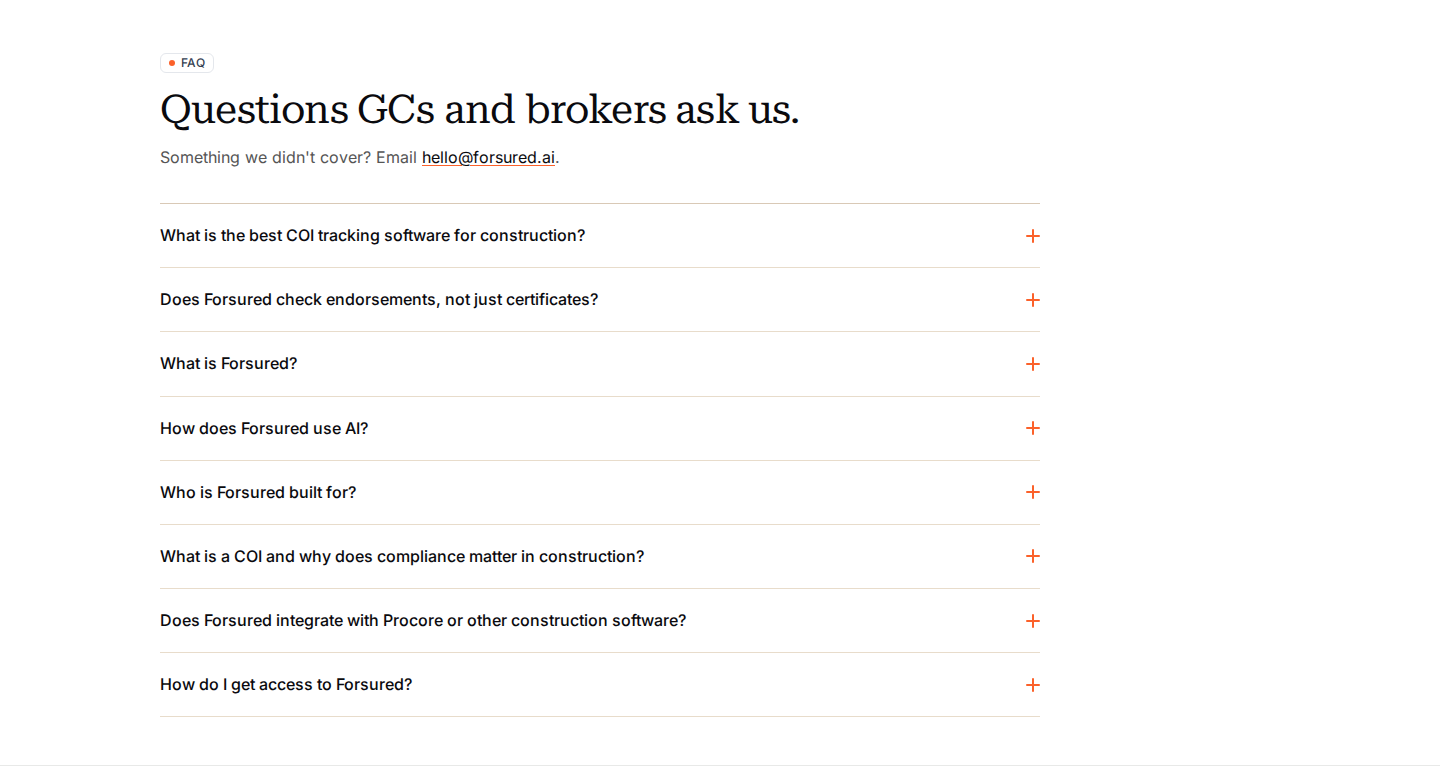 FAQ
Questions GCs and brokers ask us.
Something we didn't cover? Email hello@forsured.ai.
What is the best COI tracking software for construction?
Does Forsured check endorsements, not just certificates?
What is Forsured?
How does Forsured use AI?
Who is Forsured built for?
What is a COI and why does compliance matter in construction?
Does Forsured integrate with Procore or other construction software?
How do I get access to Forsured?